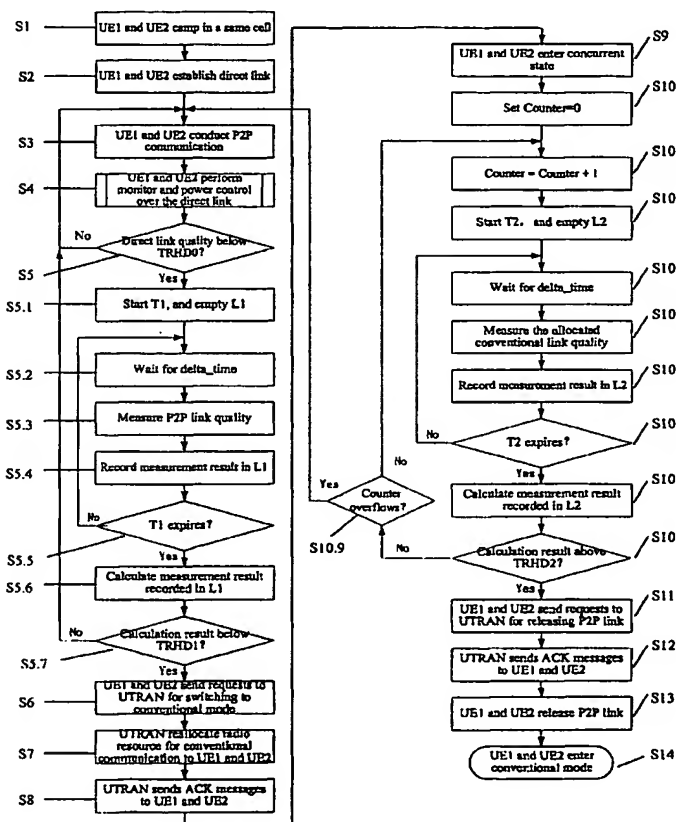 S1
UE1 and UE2 camp in a same cell
S2
UE1 and UE2 establish direct link
S3
UE1 and UE2 conduct P2P
communication
S4
UE1 and UE2 perform
monitor and power control
over the direct link
No
Direct link quality below
TRHD0?
S5
Yes
S5.1
Start T1, and empty L1
S5.2
Wait for delta_time
S5.3
Measure P2P link quality
S5.4
Record measurement result in L1
No
T1 expires?
S5.5
Yes
S5.6
Calculate measurement result
recorded in L1
No
Calculation result below
TRHD1?
S5.7
Yes
S6
UE1 and UE2 send requests to
UTRAN for switching to
conventional mode
S7
UTRAN reallocate radio
resource for conventional
communication to UE1 and UE2
S8
UTRAN sends ACK messages
to UE1 and UE2
S9
UE1 and UE2 enter concurrent
state
S10
Set Counter=0
S10
Counter = Counter + 1
S10
Start T2, and empty L2
S10
Wait for delta_time
S10
Measure the allocated
conventional link quality
S10
Record measurement result in L2
S10
No
T2 expires?
Yes
S10
Calculate measurement result
recorded in L2
No
Yes
Counter
overflows?
S10.9
S10
No
Calculation result above
TRHD2?
Yes
S11
UE1 and UE2 send requests to
UTRAN for releasing P2P link
S12
UTRAN sends ACK messages
to UE1 and UE2
S13
UE1 and UE2 release P2P link
S14
UE1 and UE2 enter
conventional mode